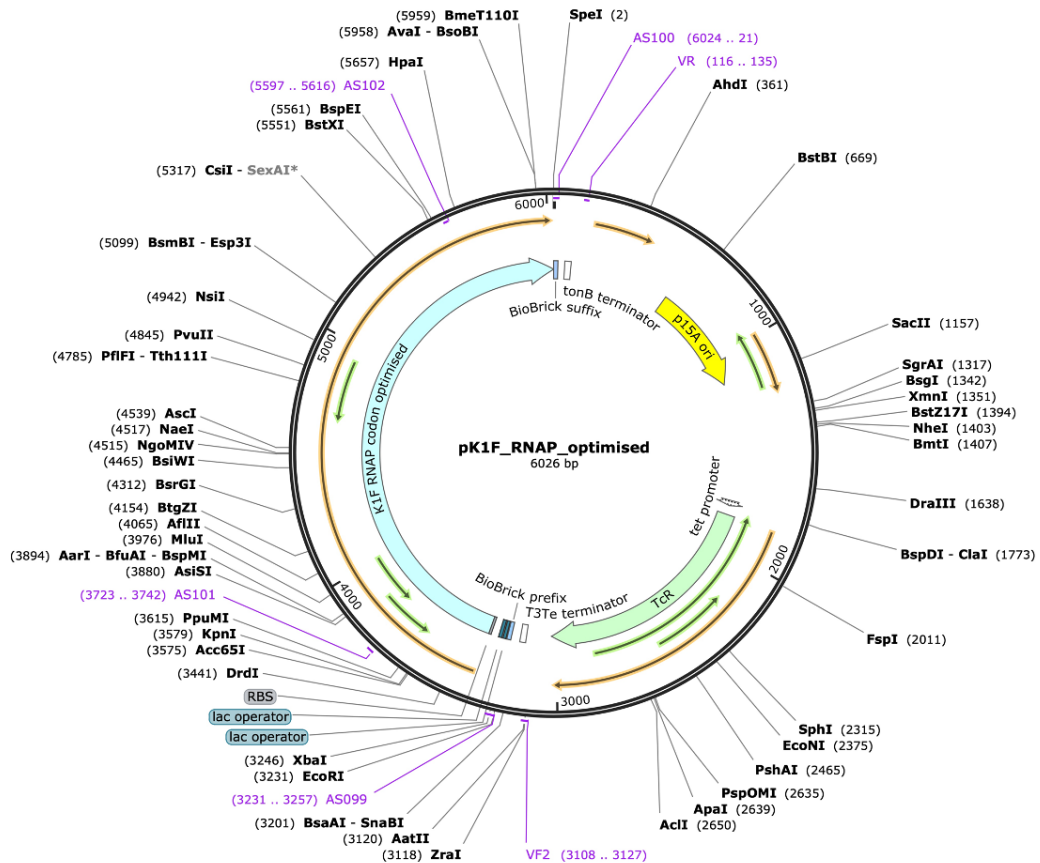 (5959) BmeT110I
SpeI (2)
(5958) AvaI - BsoBI
AS100 (6024 .. 21)
(5657) HpaI
VR (116 .. 135)
(5597 .. 5616) AS102
AhdI (361)
(5561) BspEI
(5551) BstXI
BstBI (669)
(5317) CsiI - SexAI*
6000
(5099) BsmBI - Esp3I
tonB terminator
BioBrick suffix
(4942) NsiI
1000
p15A ori
SacII (1157)
(4845) PvuII
5000
(4785) PflFI - Tth111I
SgrAI (1317)
BsgI (1342)
XmnI (1351)
BstZ17I (1394)
NheI (1403)
BmtI (1407)
(4539) AscI
(4517) NaeI
(4515) NgoMIV
(4465) BsiWI
K1F RNAP codon optimised
pK1F_RNAP_optimised
6026 bp
(4312) BsrGI
tet promoter
DraIII (1638)
(4154) BtgZI
(4065) AflII
(3976) MluI
BspDI - ClaI (1773)
(3894) AarI - BfuAI - BspMI
(3880) AsiSI
2000
BioBrick prefix
T3Te terminator
TcR
(3723 .. 3742) AS101
4000
(3615) PpuMI
(3579) KpnI
(3575) Acc65I
FspI (2011)
(3441) DrdI
RBS
3000
lac operator
lac operator
SphI (2315)
EcoNI (2375)
(3246) XbaI
(3231) EcoRI
PshAI (2465)
(3231 .. 3257) AS099
PspOMI (2635)
ApaI (2639)
AclI (2650)
(3201) BsaAI - SnaBI
(3120) AatII
(3118) ZraI
VF2 (3108 .. 3127)